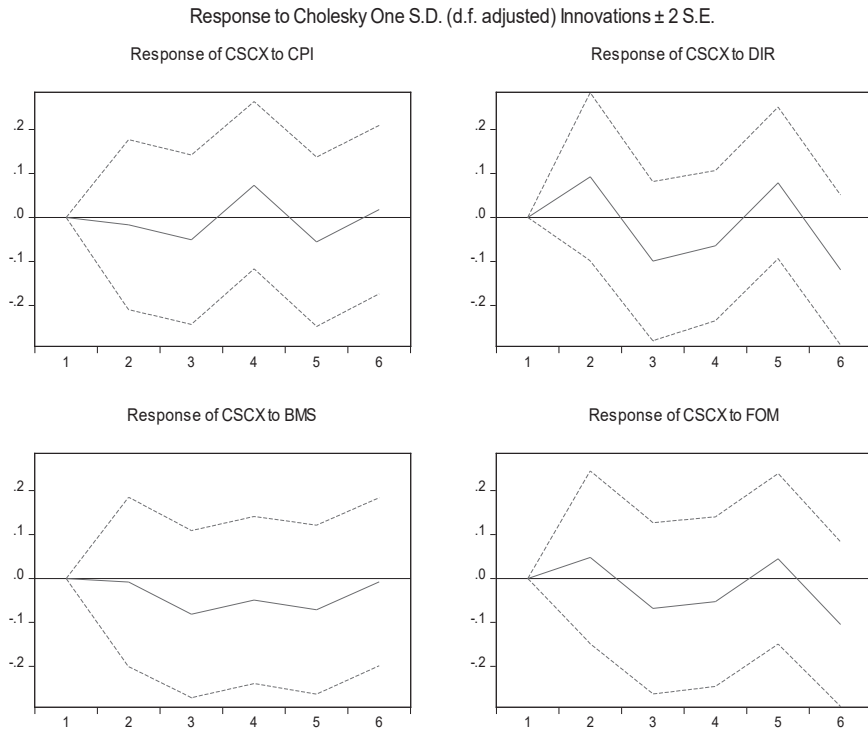 Response to Cholesky One S.D. (d.f. adjusted) Innovations ± 2 S.E.
Response of CSCX to CPI
.2
.1
.0
-.1
-.2
1 2 3 4 5 6
Response of CSCX to DIR
.2
.1
.0
-.1
-.2
1 2 3 4 5 6
Response of CSCX to BMS
.2
.1
.0
-.1
-.2
1 2 3 4 5 6
Response of CSCX to FOM
.2
.1
.0
-.1
-.2
1 2 3 4 5 6